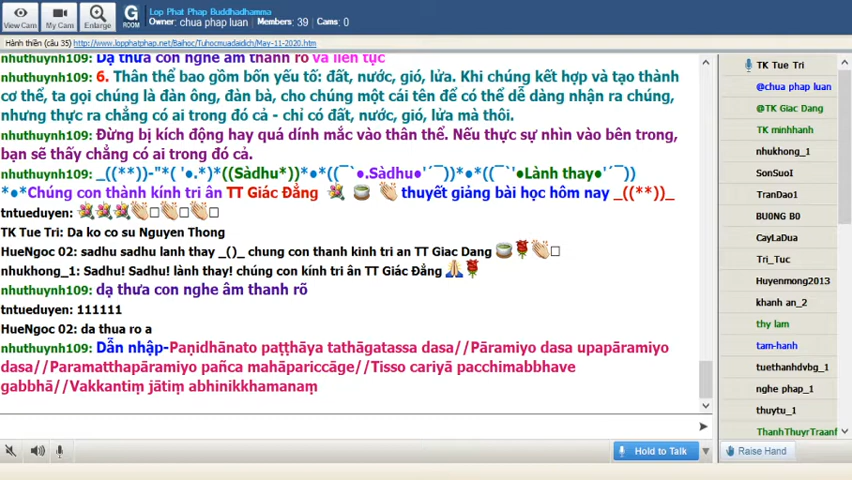 View Cam
My Cam
Enlarge
G
ROOM
Lop Phat Phap Buddhadhamma
Owner: chua phap luan Members: 39 Cams: 0
Hành thiền (câu 35) http://www.lopphatphap.net/Baihoc/Tuhocmuadaidich/May-11-2020.htm
nhuthuynh109: Dạ thưa con nghe âm thanh rõ và liên tục
nhuthuynh109: 6. Thân thể bao gồm bốn yếu tố: đất, nước, gió, lửa. Khi chúng kết hợp và tạo thành
cơ thể, ta gọi chúng là đàn ông, đàn bà, cho chúng một cái tên để có thể dễ dàng nhận ra chúng,
nhưng thực ra chẳng có ai trong đó cả - chỉ có đất, nước, gió, lửa mà thôi.
nhuthuynh109: Đừng bị kích động hay quá dính mắc vào thân thể. Nếu thực sự nhìn vào bên trong,
bạn sẽ thấy chẳng có ai trong đó cả.
nhuthuynh109: _((**))-"*( '●.*)*((Sàdhu*))*●*((¯`●.Sàdhu●'´¯))*●*((¯`'●Lành thay●'´¯))
*●*Chúng con thành kính tri ân TT Giác Đẳng 💐 🍵 👏 thuyết giảng bài học hôm nay _((**))_
tntueduyen: 💐💐💐👏□👏□👏□
TK Tue Tri: Da ko co su Nguyen Thong
HueNgoc 02: sadhu sadhu lanh thay _()_ chung con thanh kinh tri an TT Giac Dang 🍵🌹👏□
nhukhong_1: Sadhu! Sadhu! lành thay! chúng con kính tri ân TT Giác Đẳng 🙏🌹
nhuthuynh109: dạ thưa con nghe âm thanh rõ
tntueduyen: 111111
HueNgoc 02: da thua ro a
nhuthuynh109: Dẫn nhập-Paṇidhānato paṭṭhāya tathāgatassa dasa//Pāramiyo dasa upapāramiyo
dasa//Paramatthapāramiyo pañca mahāpariccāge//Tisso cariyā pacchimabbhave
gabbhā//Vakkantiṃ jātiṃ abhinikkhamanaṃ
TK Tue Tri
@chua phap luan
@TK Giac Dang
TK minhhanh
nhukhong_1
SonSuoI
TranDao1
BU0NG B0
CayLaDua
Tri_Tuc
Huyenmong2013
khanh an_2
thy lam
tam-hanh
tuethanhdvbg_1
nghe phap_1
thuytu_1
ThanhThuyrTraanf
Hold to Talk
Raise Hand